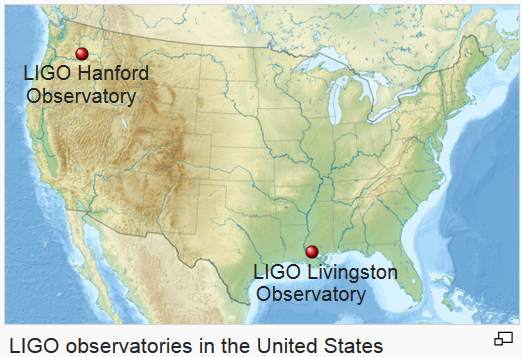 LIGO Hanford
Observatory
LIGO Livingston
Observatory
LIGO observatories in the United States